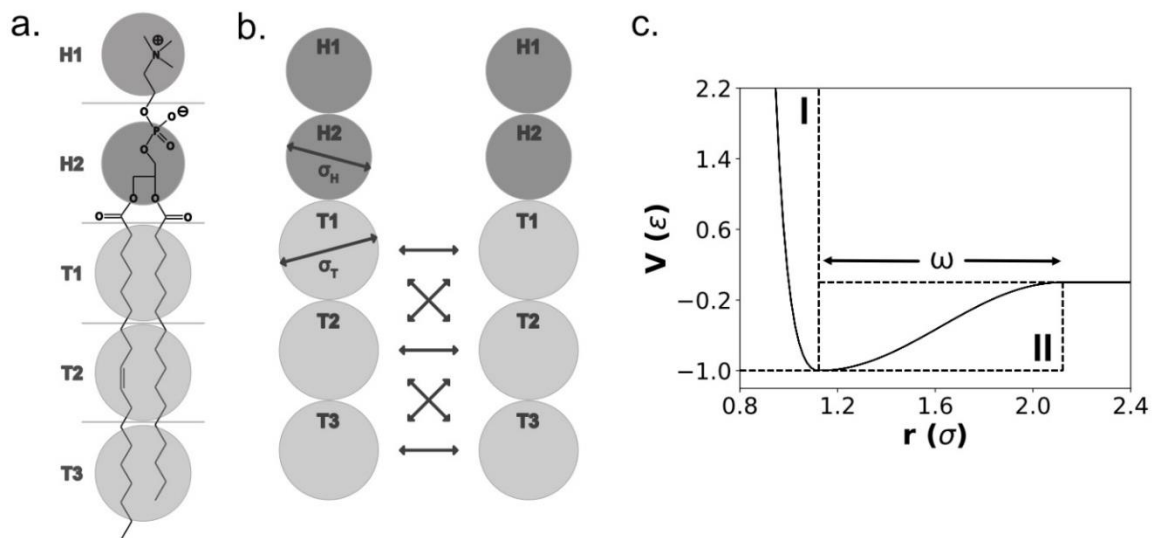 a.
H1
H2
T1
T2
T3
N
⊕
O
⊖
P
O
O
O
O
O
O
O
b.
H1
H2
σH
T1
σT
T2
T3
H1
H2
T1
T2
T3
c.
V (ε)
2.2
1.4
0.6
−0.2
−1.0
I
ω
II
0.8
1.2
1.6
2.0
2.4
r (σ)